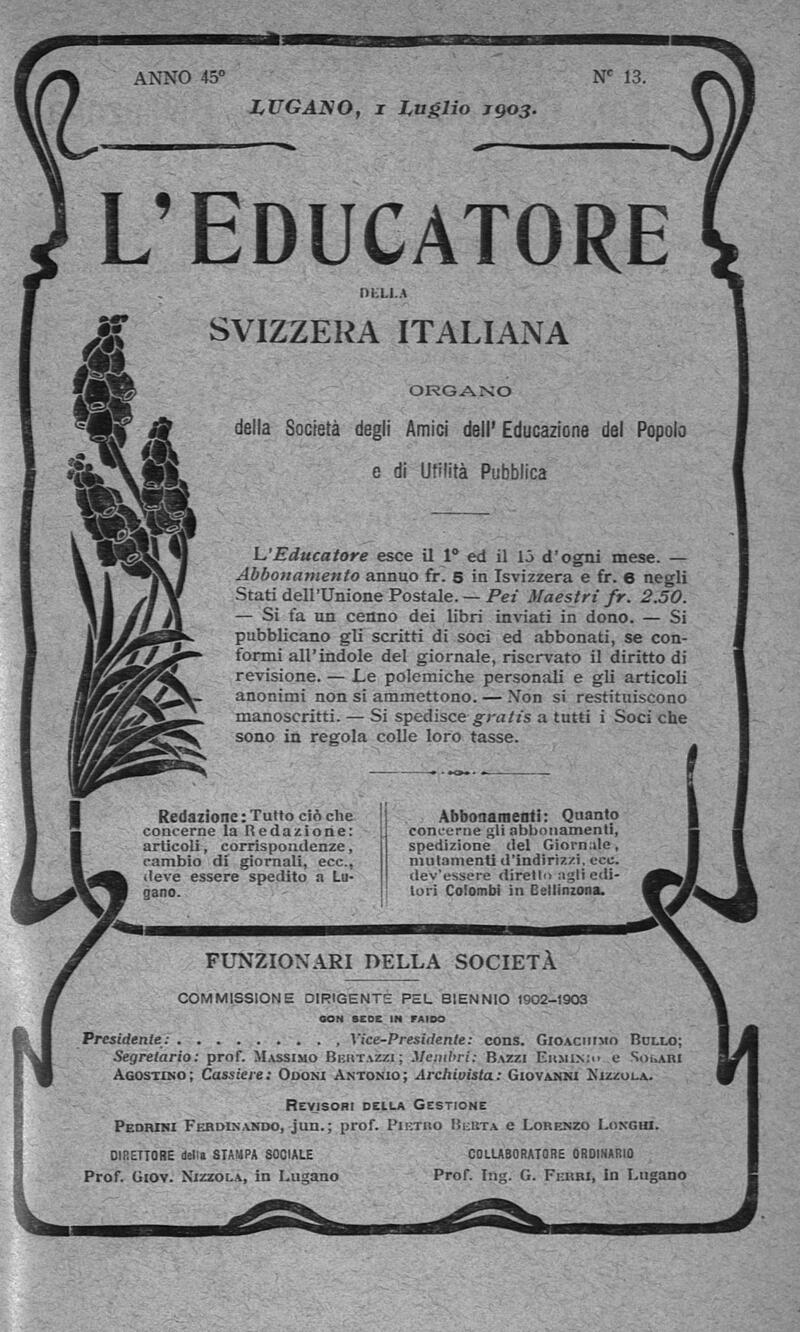 ANNO 45°
Nº 13.
LUGANO, 1 Luglio 1903.
L'EDUCATORE
DELLA
SVIZZERA ITALIANA
ORGANO
della Società degli Amici dell' Educazione del Popolo
e di Utilità Pubblica
L'Educatore esce il 1° ed il 15 d'ogni mese. —
Abbonamento annuo fr. 5 in Isvizzera e fr. 6 negli
Stati dell'Unione Postale. — Pei Maestri fr. 2.50.
— Si fa un cenno dei libri inviati in dono. — Si
pubblicano gli scritti di soci ed abbonati, se con-
formi all'indole del giornale, riservato il diritto di
revisione. — Le polemiche personali e gli articoli
anonimi non si ammettono. — Non si restituiscono
manoscritti. — Si spedisce gratis a tutti i Soci che
sono in regola colle loro tasse.
Redazione: Tutto ciò che
concerne la Redazione:
articoli, corrispondenze,
cambio di giornali, ecc.,
deve essere spedito a Lu-
gano.
Abbonamenti: Quanto
concerne gli abbonamenti,
spedizione del Giornale,
mutamenti d'indirizzi, ecc.
dev'essere diretto agli edi-
tori Colombi in Bellinzona.
FUNZIONARI DELLA SOCIETÀ
COMMISSIONE DIRIGENTE PEL BIENNIO 1902-1903
CON SEDE IN FAIDO
Presidente: . . . . . . . . , Vice-Presidente: cons. GIOACHIMO BULLO;
Segretario: prof. MASSIMO BERTAZZI; Membri: BAZZI ERMINIO e SOLARI
AGOSTINO; Cassiere: ODONI ANTONIO; Archivista: GIOVANNI NIZZOLA.
REVISORI DELLA GESTIONE
PEDRINI FERDINANDO, jun.; prof. PIETRO BERTA e LORENZO LONGHI.
DIRETTORE della STAMPA SOCIALE
Prof. GIOV. NIZZOLA, in Lugano
COLLABORATORE ORDINARIO
Prof. Ing. G. FERRI, in Lugano